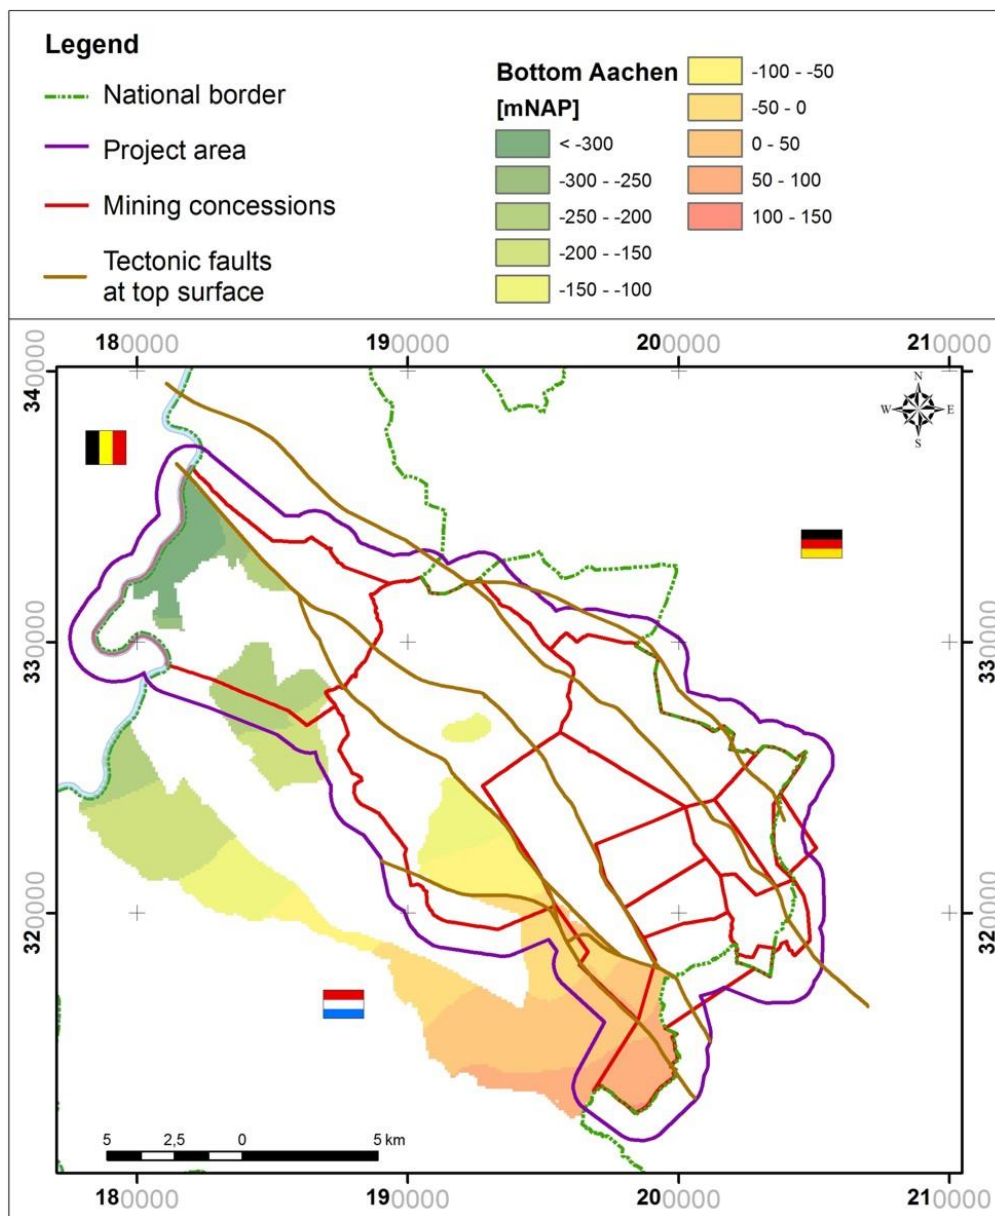 Legend
National border
Project area
Mining concessions
Tectonic faults
at top surface
Bottom Aachen
[mNAP]
< -300
-300 - -250
-250 - -200
-200 - -150
-150 - -100
-100 - -50
-50 - 0
0 - 50
50 - 100
100 - 150
180000
190000
200000
210000
340000
340000
N
W
E
S
330000
330000
320000
320000
5
2,5
0
5 km
180000
190000
200000
210000